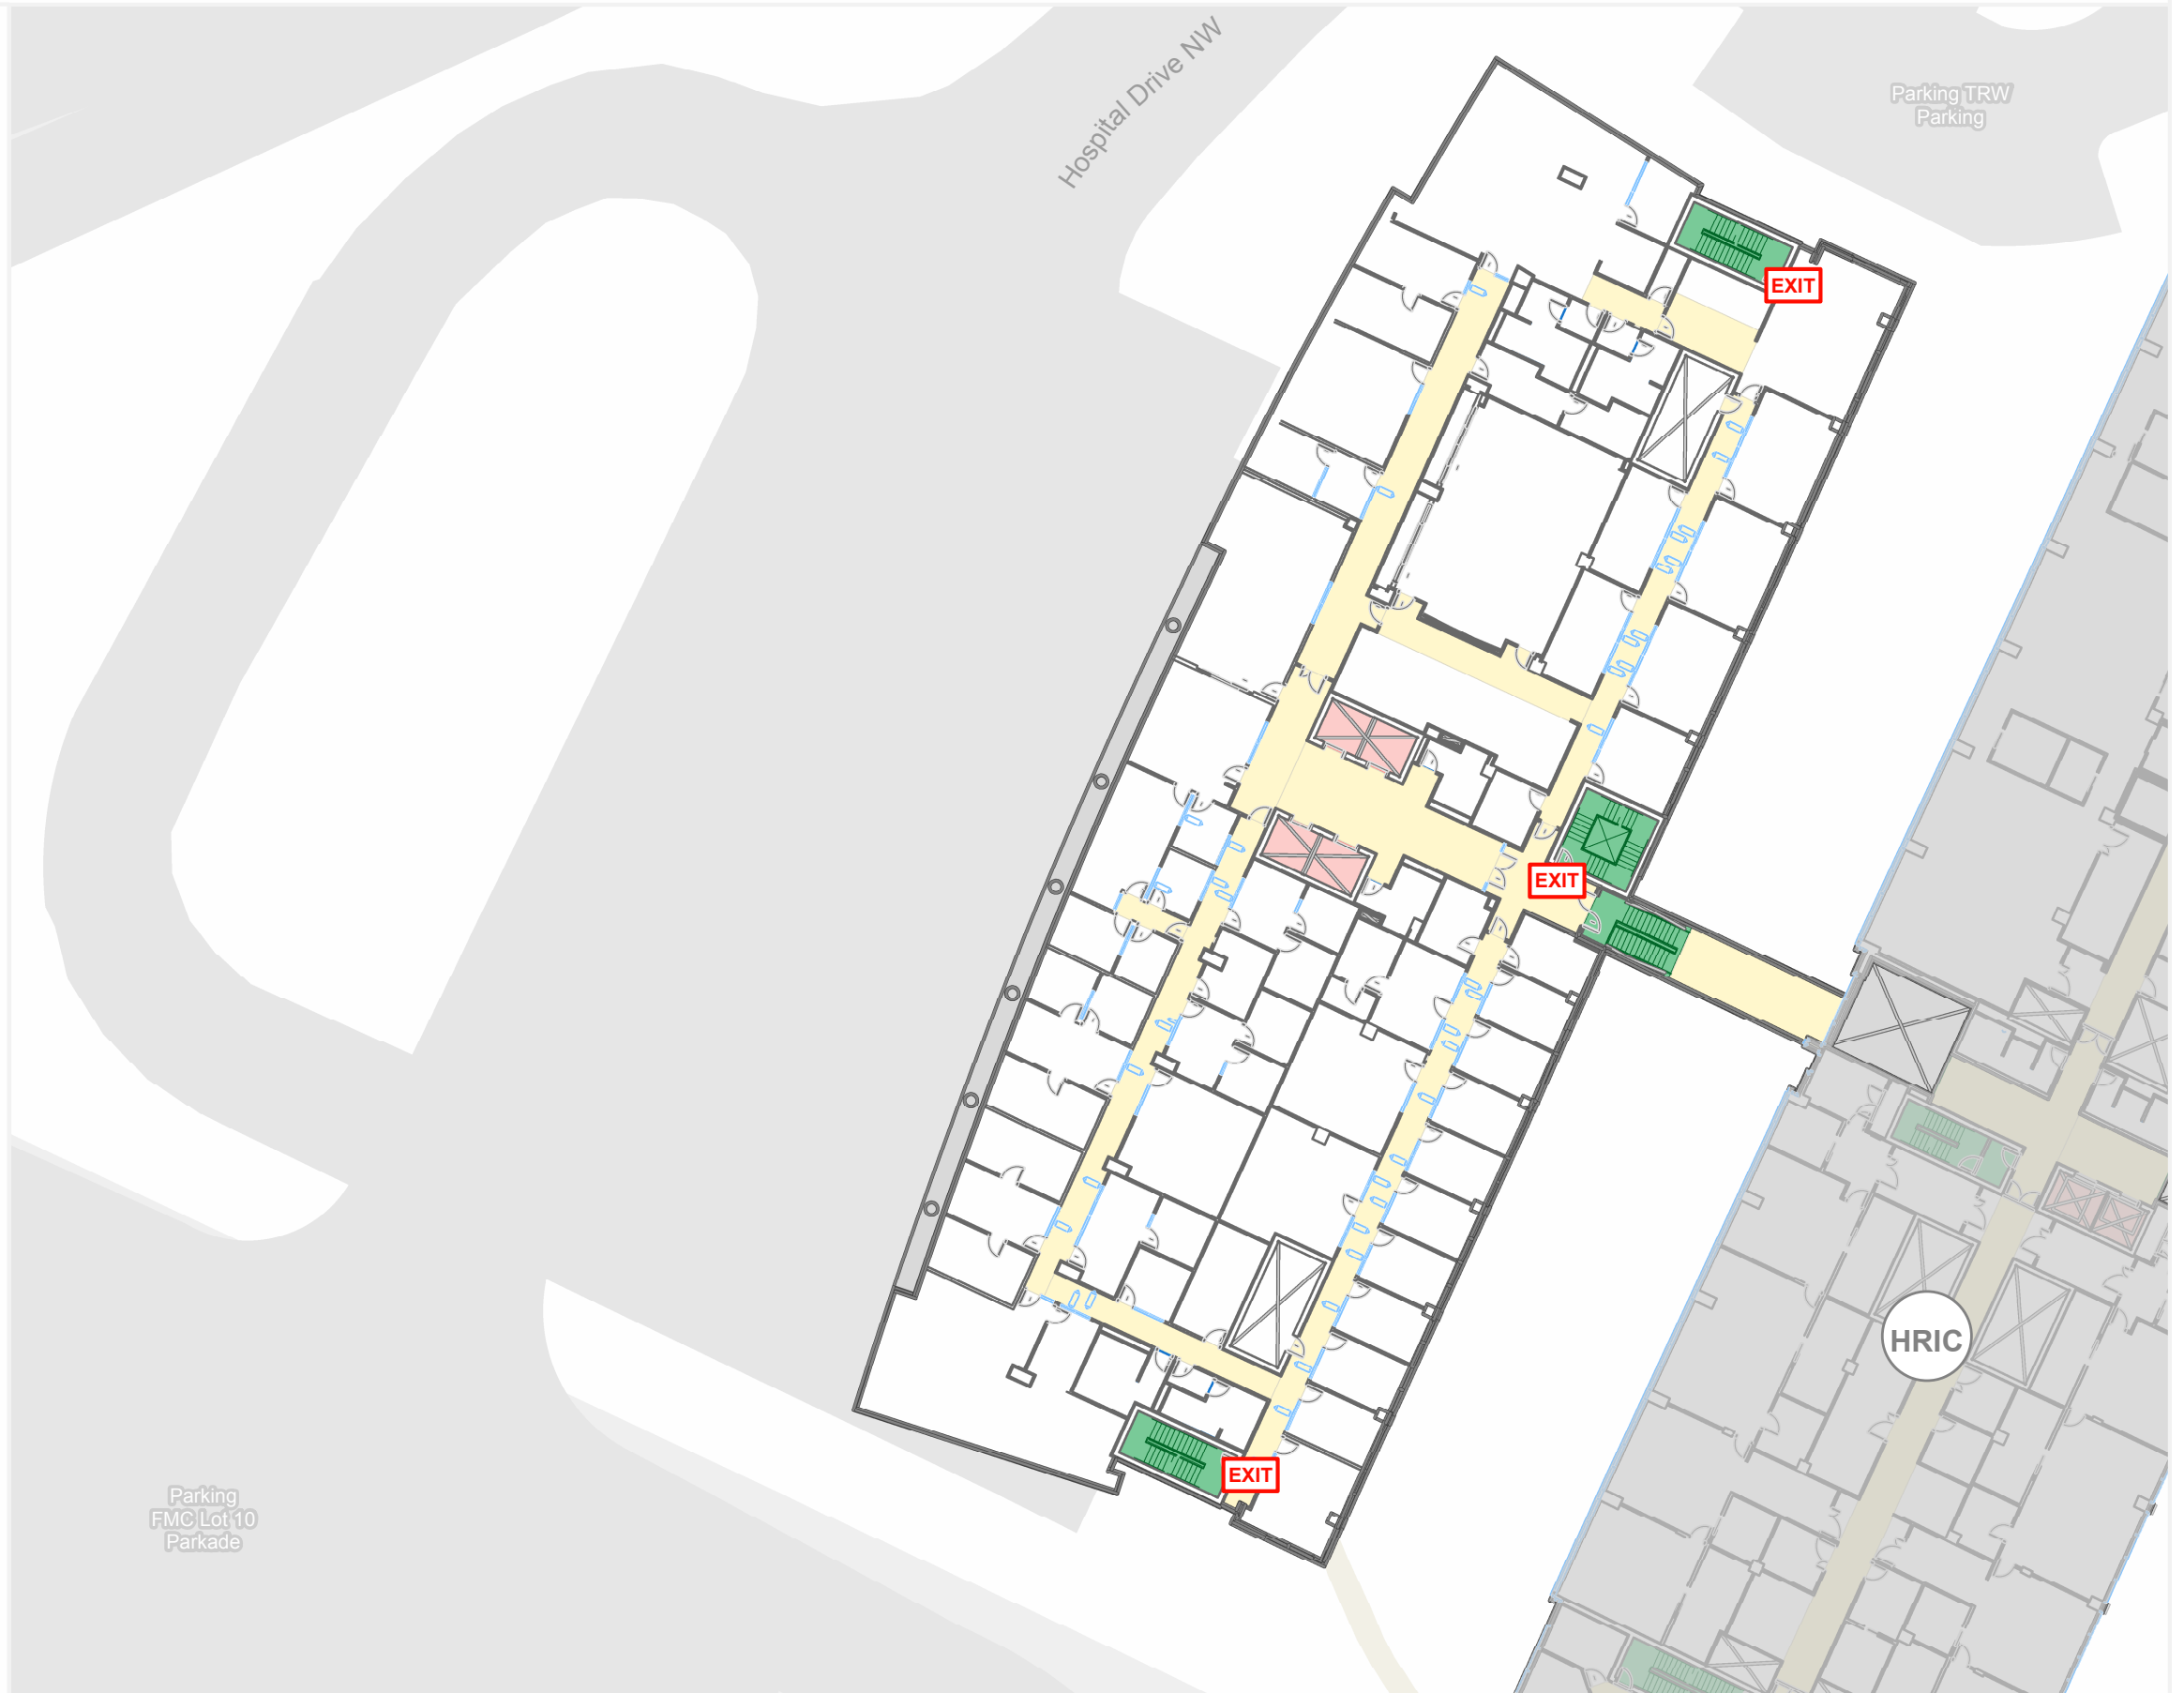 Hospital Drive NW
Parking TRW
Parking
EXIT
EXIT
HRIC
EXIT
Parking
FMC Lot 10
Parkade